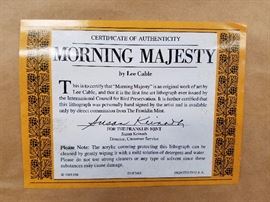 CERTIFICATE OF AUTHENTICITY
MORNING MAJESTY
by Lee Cable
This is to certify that "Morning Majesty" is an original work of art by
Lee Cable, and that it is the first fine art lithograph ever issued by
the International Council for Bird Preservation. It is further certified that
this lithograph was personally hand signed by the artist and is available
only by direct commission from The Franklin Mint.
Susan Keinath
FOR THE FRANKLIN MINT
Susan Keinath
Director, Customer Service
Please Note: The acrylic covering protecting this lithograph can be
cleaned by gently wiping it with a mild solution of detergent and water.
Please do not use strong cleaners or any type of solvent since these
substances may cause damage.